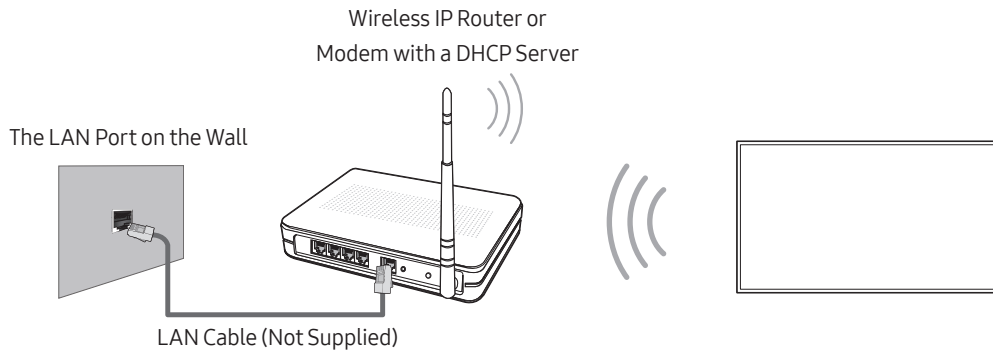 Wireless IP Router or
Modem with a DHCP Server
The LAN Port on the Wall
LAN Cable (Not Supplied)